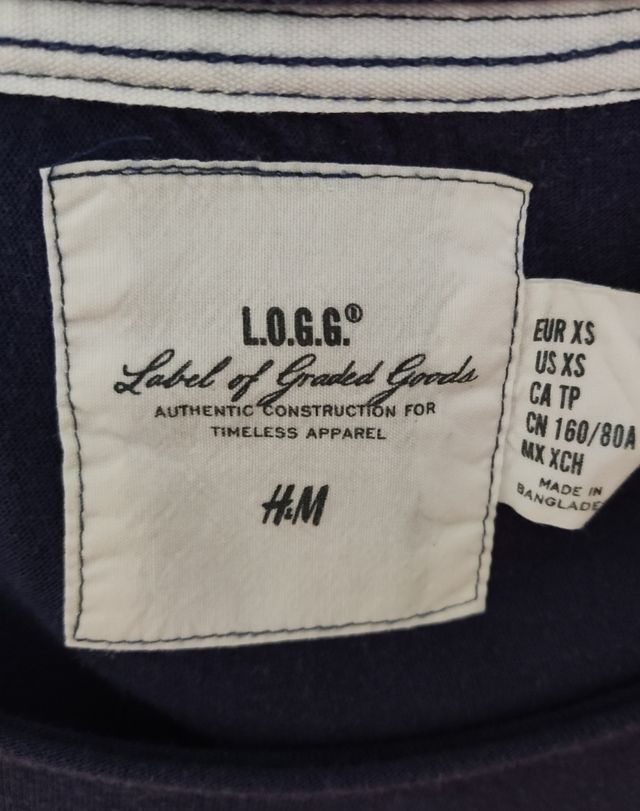 L.O.G.G.®
Label of Graded Goods
AUTHENTIC CONSTRUCTION FOR
TIMELESS APPAREL
H&M
EUR XS
US XS
CA TP
CN 160/80A
MX XCH
MADE IN
BANGLADE